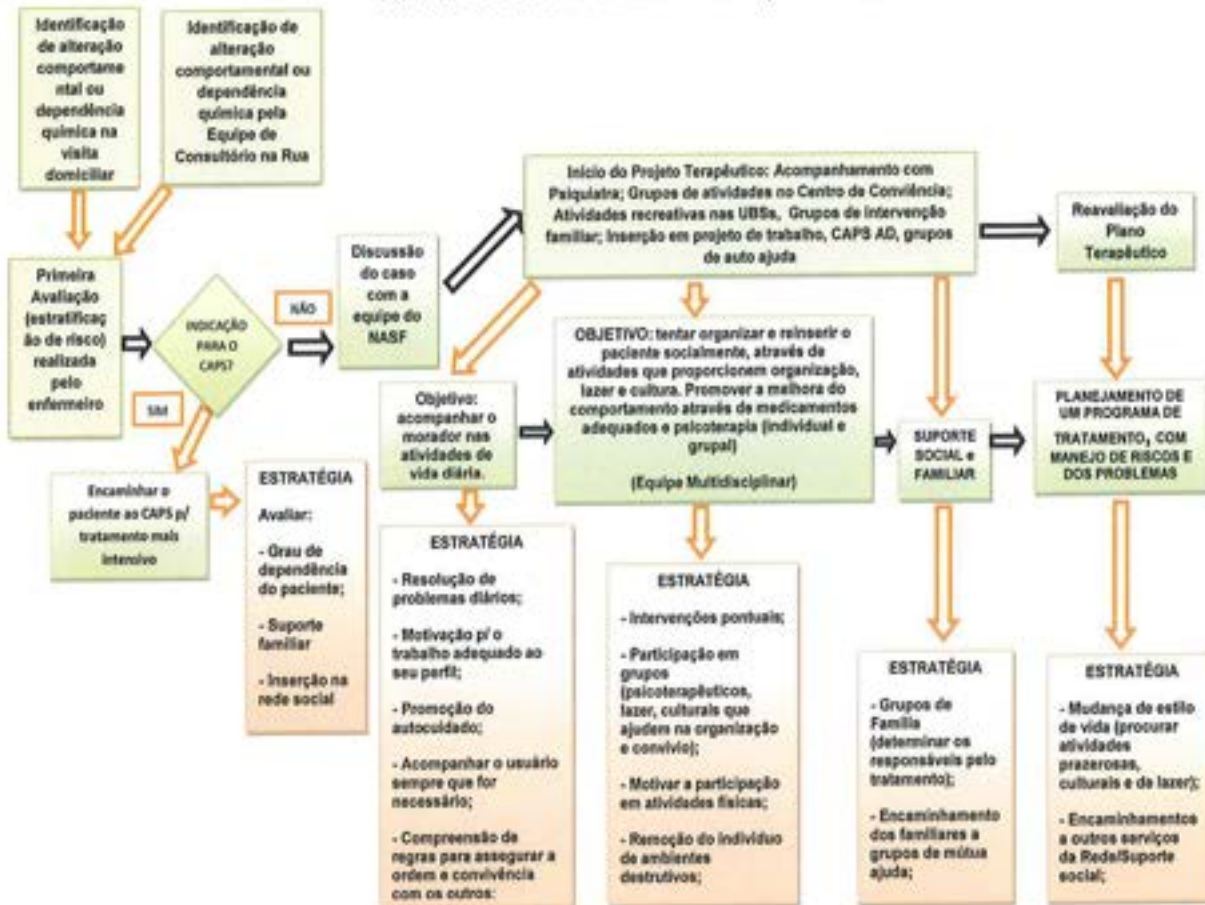 Identificação
de alteração
comportame
ntal ou
dependência
química na
visita
domiciliar
Identificação de
alteração
comportamental ou
dependência
química pela
Equipe de
Consultório na Rua
Primeira
Avaliação
(estratificaç
ão de risco)
realizada
pelo
enfermeiro
INDICAÇÃO
PARA O
CAPS?
NÃO
SIM
Discussão
do caso
com a
equipe do
NASF
Início do Projeto Terapêutico: Acompanhamento com
Psiquiatra; Grupos de atividades no Centro de Convivência;
Atividades recreativas nas UBSs, Grupos de intervenção
familiar; Inserção em projeto de trabalho, CAPS AD, grupos
de auto ajuda
Reavaliação do
Plano
Terapêutico
Encaminhar o
paciente ao CAPS p/
tratamento mais
intensivo
ESTRATÉGIA
Avaliar:
- Grau de
dependência
do paciente;
- Suporte
familiar
- Inserção na
rede social
Objetivo:
acompanhar o
morador nas
atividades de
vida diária.
OBJETIVO: tentar organizar e reinserir o
paciente socialmente, através de
atividades que proporcionem organização,
lazer e cultura. Promover a melhora do
comportamento através de medicamentos
adequados e psicoterapia (individual e
grupal)
(Equipe Multidisciplinar)
SUPORTE
SOCIAL e
FAMILIAR
PLANEJAMENTO DE
UM PROGRAMA DE
TRATAMENTO, COM
MANEJO DE RISCOS E
DOS PROBLEMAS
ESTRATÉGIA
- Resolução de
problemas diários;
- Motivação p/ o
trabalho adequado ao
seu perfil;
- Promoção do
autocuidado;
- Acompanhar o usuário
sempre que for
necessário;
- Compreensão de
regras para assegurar a
ordem e convivência
com os outros:
ESTRATÉGIA
- Intervenções pontuais;
- Participação em
grupos
(psicoterapêuticos,
lazer, culturais que
ajudem na organização
e convívio);
- Motivar a participação
em atividades físicas;
- Remoção do indivíduo
de ambientes
destrutivos;
ESTRATÉGIA
- Grupos de
Família
(determinar os
responsáveis pelo
tratamento);
- Encaminhamento
dos familiares a
grupos de mútua
ajuda;
ESTRATÉGIA
- Mudança de estilo
de vida (procurar
atividades
prazerosas,
culturais e de lazer);
- Encaminhamentos
a outros serviços
da Rede/Suporte
social;